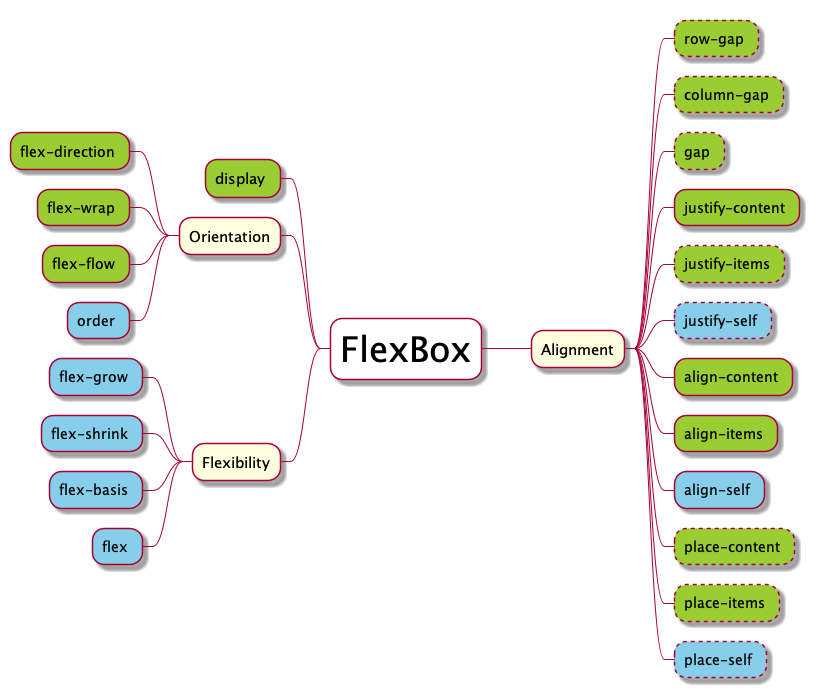 FlexBox
display
Orientation
flex-direction
flex-wrap
flex-flow
order
Flexibility
flex-grow
flex-shrink
flex-basis
flex
Alignment
row-gap
column-gap
gap
justify-content
justify-items
justify-self
align-content
align-items
align-self
place-content
place-items
place-self